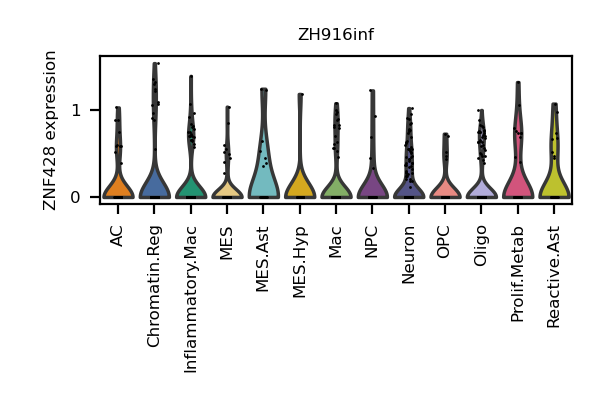 ZH916inf
ZNF428 expression
1
0
AC
Chromatin.Reg
Inflammatory.Mac
MES
MES.Ast
MES.Hyp
Mac
NPC
Neuron
OPC
Oligo
Prolif.Metab
Reactive.Ast